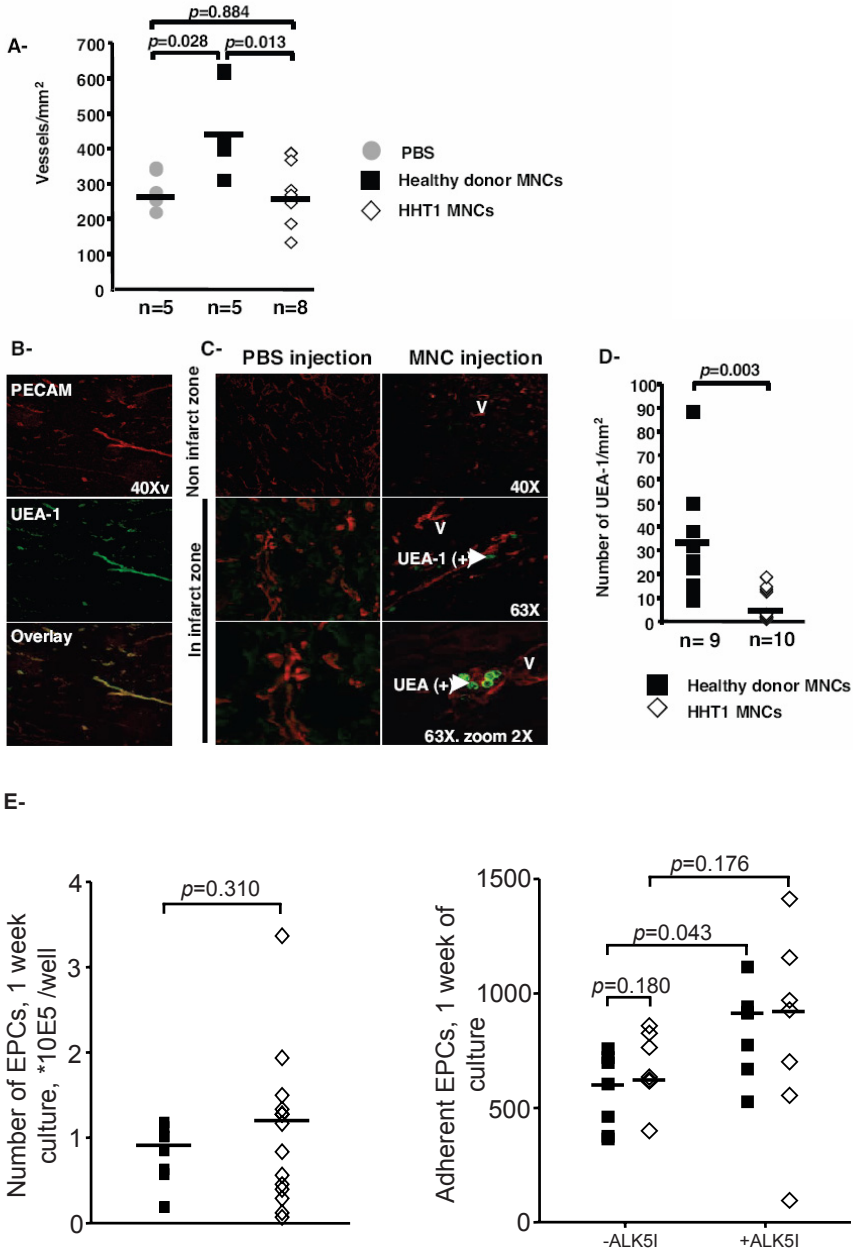 A-
p=0.884
p=0.028
p=0.013
700
600
500
400
300
200
100
0
Vessels/mm2
n=5
n=5
n=8
PBS
Healthy donor MNCs
HHT1 MNCs
B-
PECAM
40Xv
UEA-1
Overlay
C-
PBS injection
MNC injection
Non infarct zone
In infarct zone
V
40X
V
UEA-1 (+)
63X
V
UEA (+)
63X. zoom 2X
D-
p=0.003
100
90
80
70
60
50
40
30
20
10
0
Number of UEA-1/mm2
n= 9
n=10
Healthy donor MNCs
HHT1 MNCs
E-
p=0.310
4
3
2
1
0
Number of EPCs, 1 week
culture, *10E5 /well
p=0.176
p=0.043
p=0.180
1500
1000
500
0
Adherent EPCs, 1 week of
culture
-ALK5I
+ALK5I